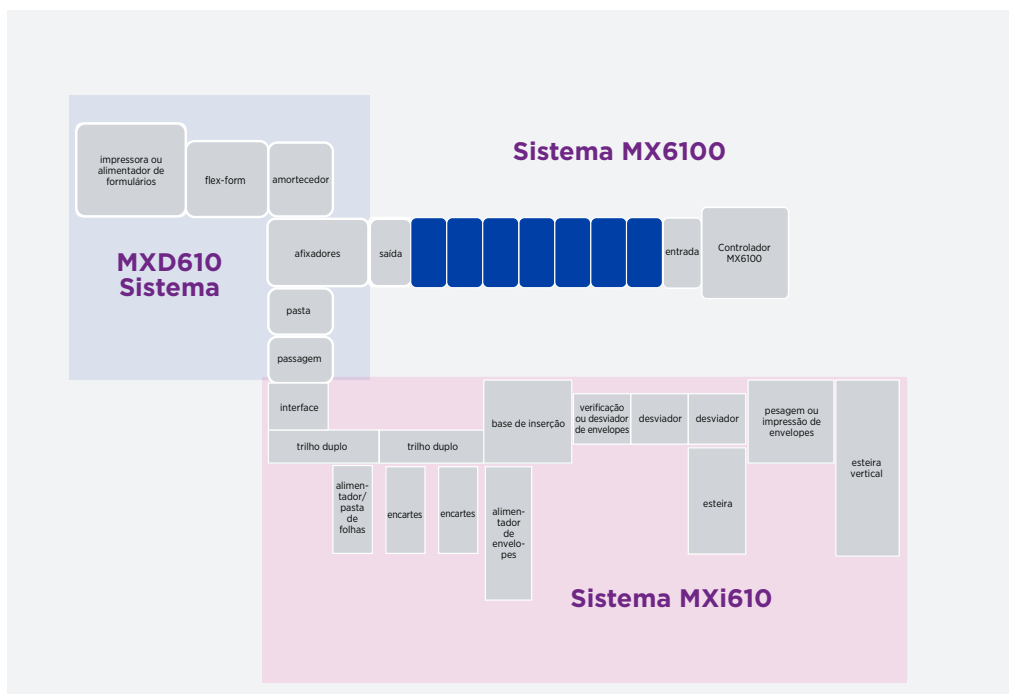 impressora ou
alimentador de
formulários
flex-form
amortecedor
Sistema MX6100
MXD610
Sistema
afixadores
saída
entrada
Controlador
MX6100
pasta
passagem
interface
trilho duplo
trilho duplo
base de inserção
verificação
ou desviador
de envelopes
desviador
desviador
pesagem ou
impressão de
envelopes
esteira
vertical
alimen-
tador/
pasta
de
folhas
encartes
encartes
alimen-
tador
de
envelo-
pes
esteira
Sistema MXi610